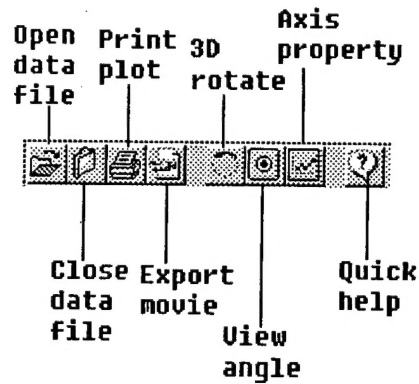 Open
data
file
Print
plot
3D
rotate
Axis
property
?
Close
data
file
Export
movie
View
angle
Quick
help